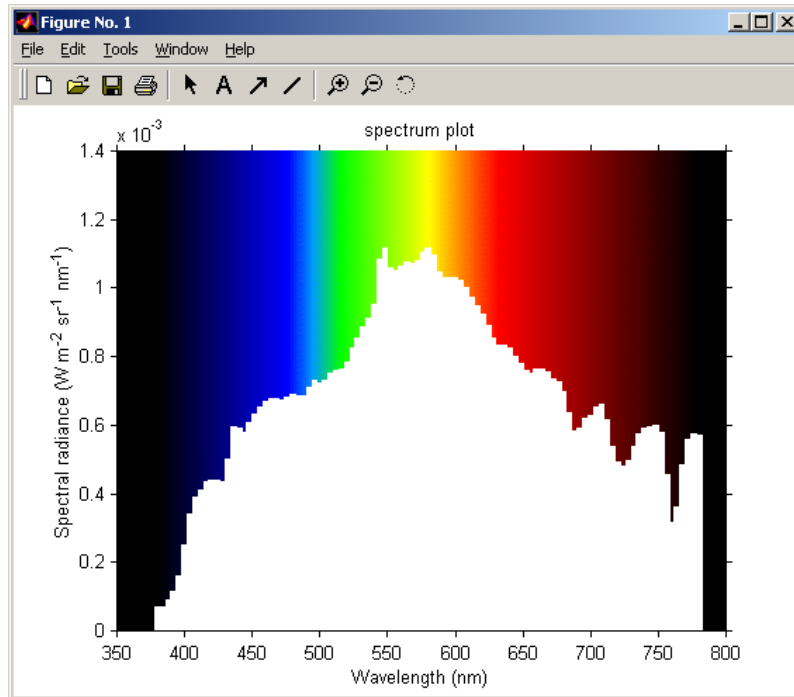 Figure No. 1
File Edit Tools Window Help
A
x 10-3
spectrum plot
1.4
1.2
1
0.8
0.6
0.4
0.2
0
Spectral radiance (W m-2 sr-1 nm-1)
350 400 450 500 550 600 650 700 750 800
Wavelength (nm)